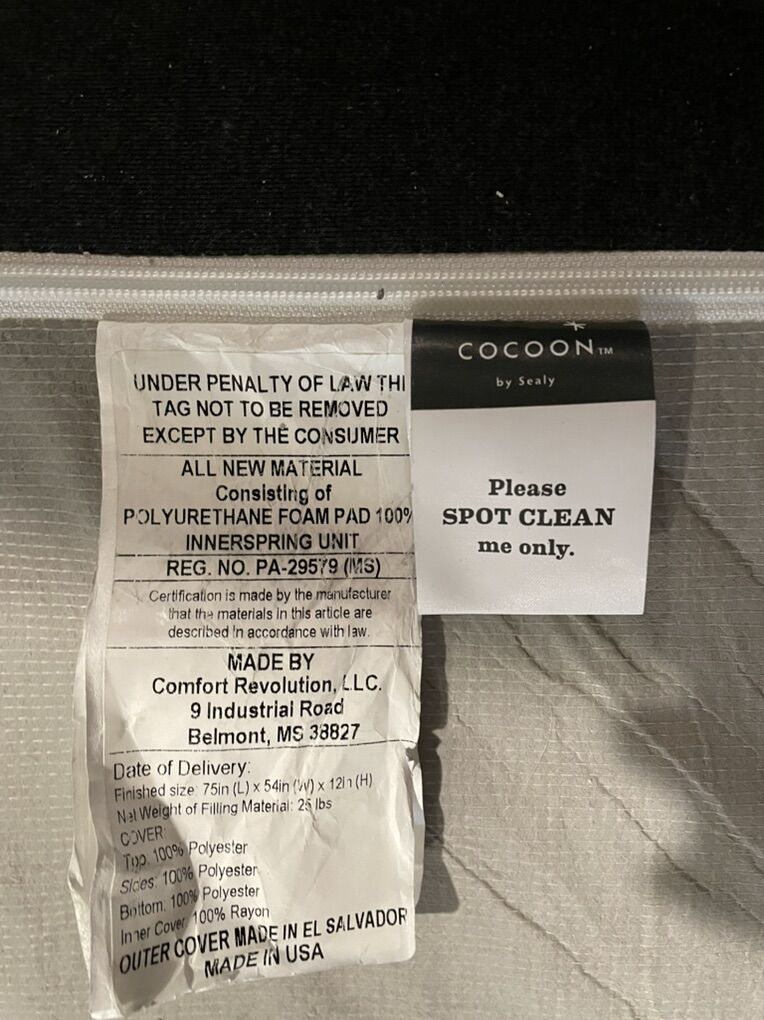 UNDER PENALTY OF LAW THI
TAG NOT TO BE REMOVED
EXCEPT BY THE CONSUMER
ALL NEW MATERIAL
Consisting of
POLYURETHANE FOAM PAD 100%
INNERSPRING UNIT
REG. NO. PA-29579 (MS)
Certification is made by the manufacturer
that the materials in this article are
described in accordance with law.
MADE BY
Comfort Revolution, LLC.
9 Industrial Road
Belmont, MS 38827
Date of Delivery:
Finished size: 75in (L) x 54in (W) x 12in (H)
Net Weight of Filling Material: 25 lbs
COVER
Top: 100% Polyester
Sides: 100% Polyester
Bottom: 100% Polyester
Inner Cover: 100% Rayon
OUTER COVER MADE IN EL SALVADOR
MADE IN USA
COCOON™
by Sealy
Please
SPOT CLEAN
me only.